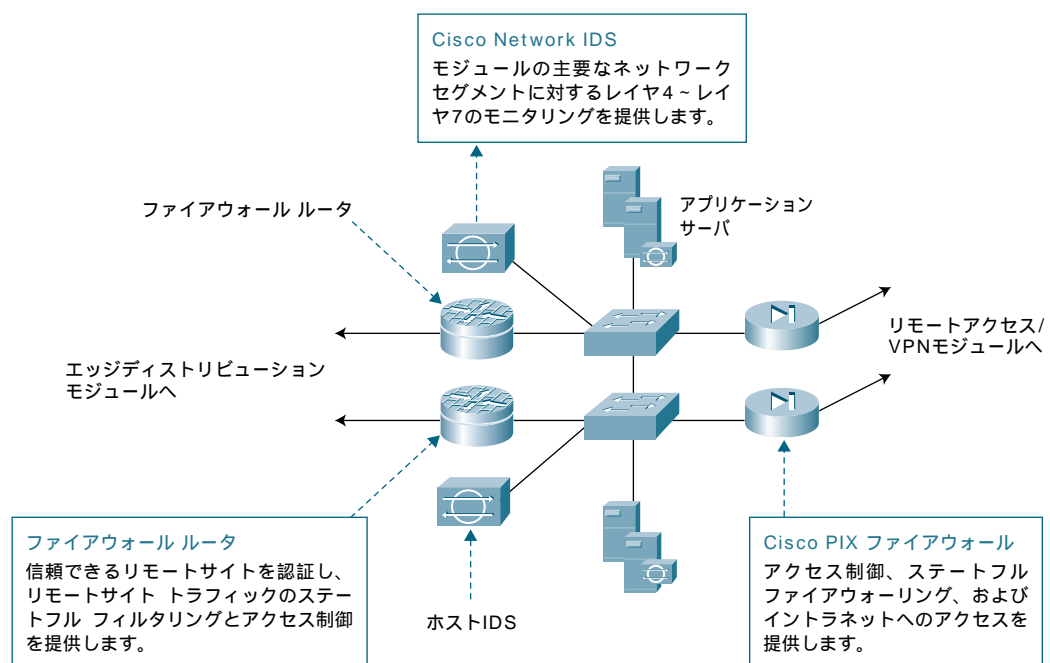 Cisco Network IDS
モジュールの主要なネットワーク
セグメントに対するレイヤ4～レイ
ヤ7のモニタリングを提供します。
ファイアウォール ルータ
アプリケーション
サーバ
リモートアクセス/
VPNモジュールへ
エッジディストリビューション
モジュールへ
ファイアウォール ルータ
信頼できるリモートサイトを認証し、
リモートサイト トラフィックのステー
トフル フィルタリングとアクセス制御
を提供します。
ホストIDS
Cisco PIX ファイアウォール
アクセス制御、ステートフル
ファイアウォーリング、および
イントラネットへのアクセスを
提供します。